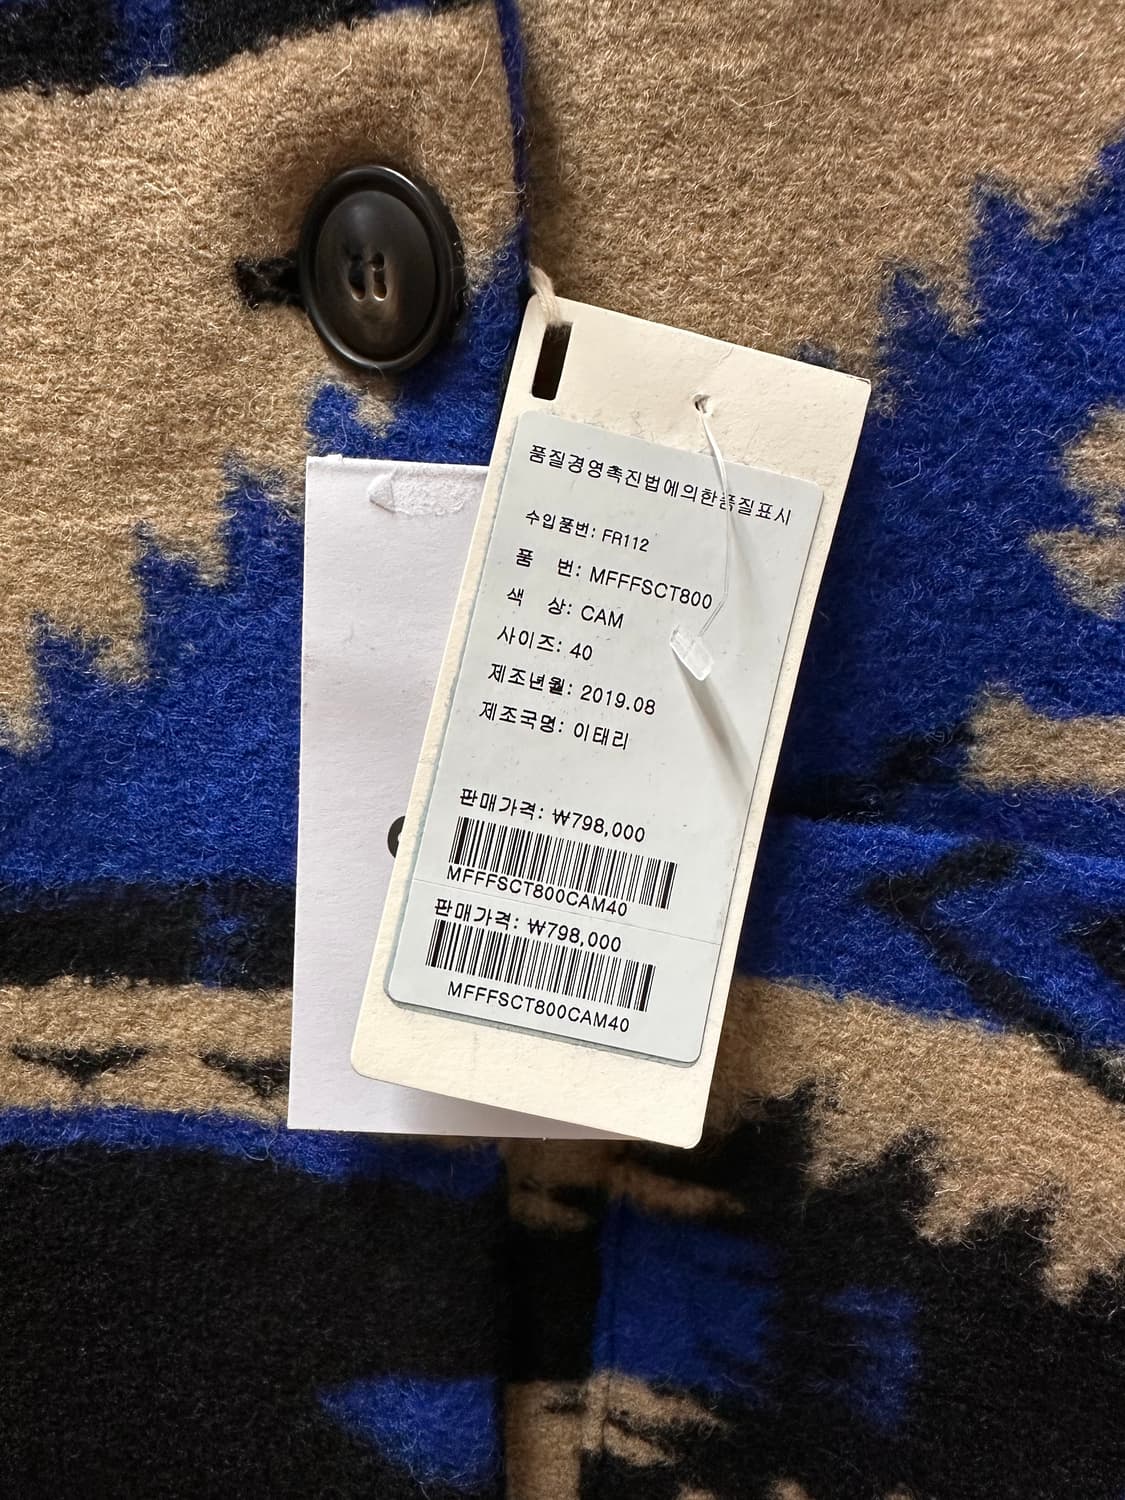 품질경영촉진법에의한품질표시
수입품번: FR112
품 번: MFFFSCT800
색 상: CAM
사이즈: 40
제조년월: 2019.08
제조국명: 이태리
판매가격: ₩798,000
MFFFSCT800CAM40
판매가격: ₩798,000
MFFFSCT800CAM40